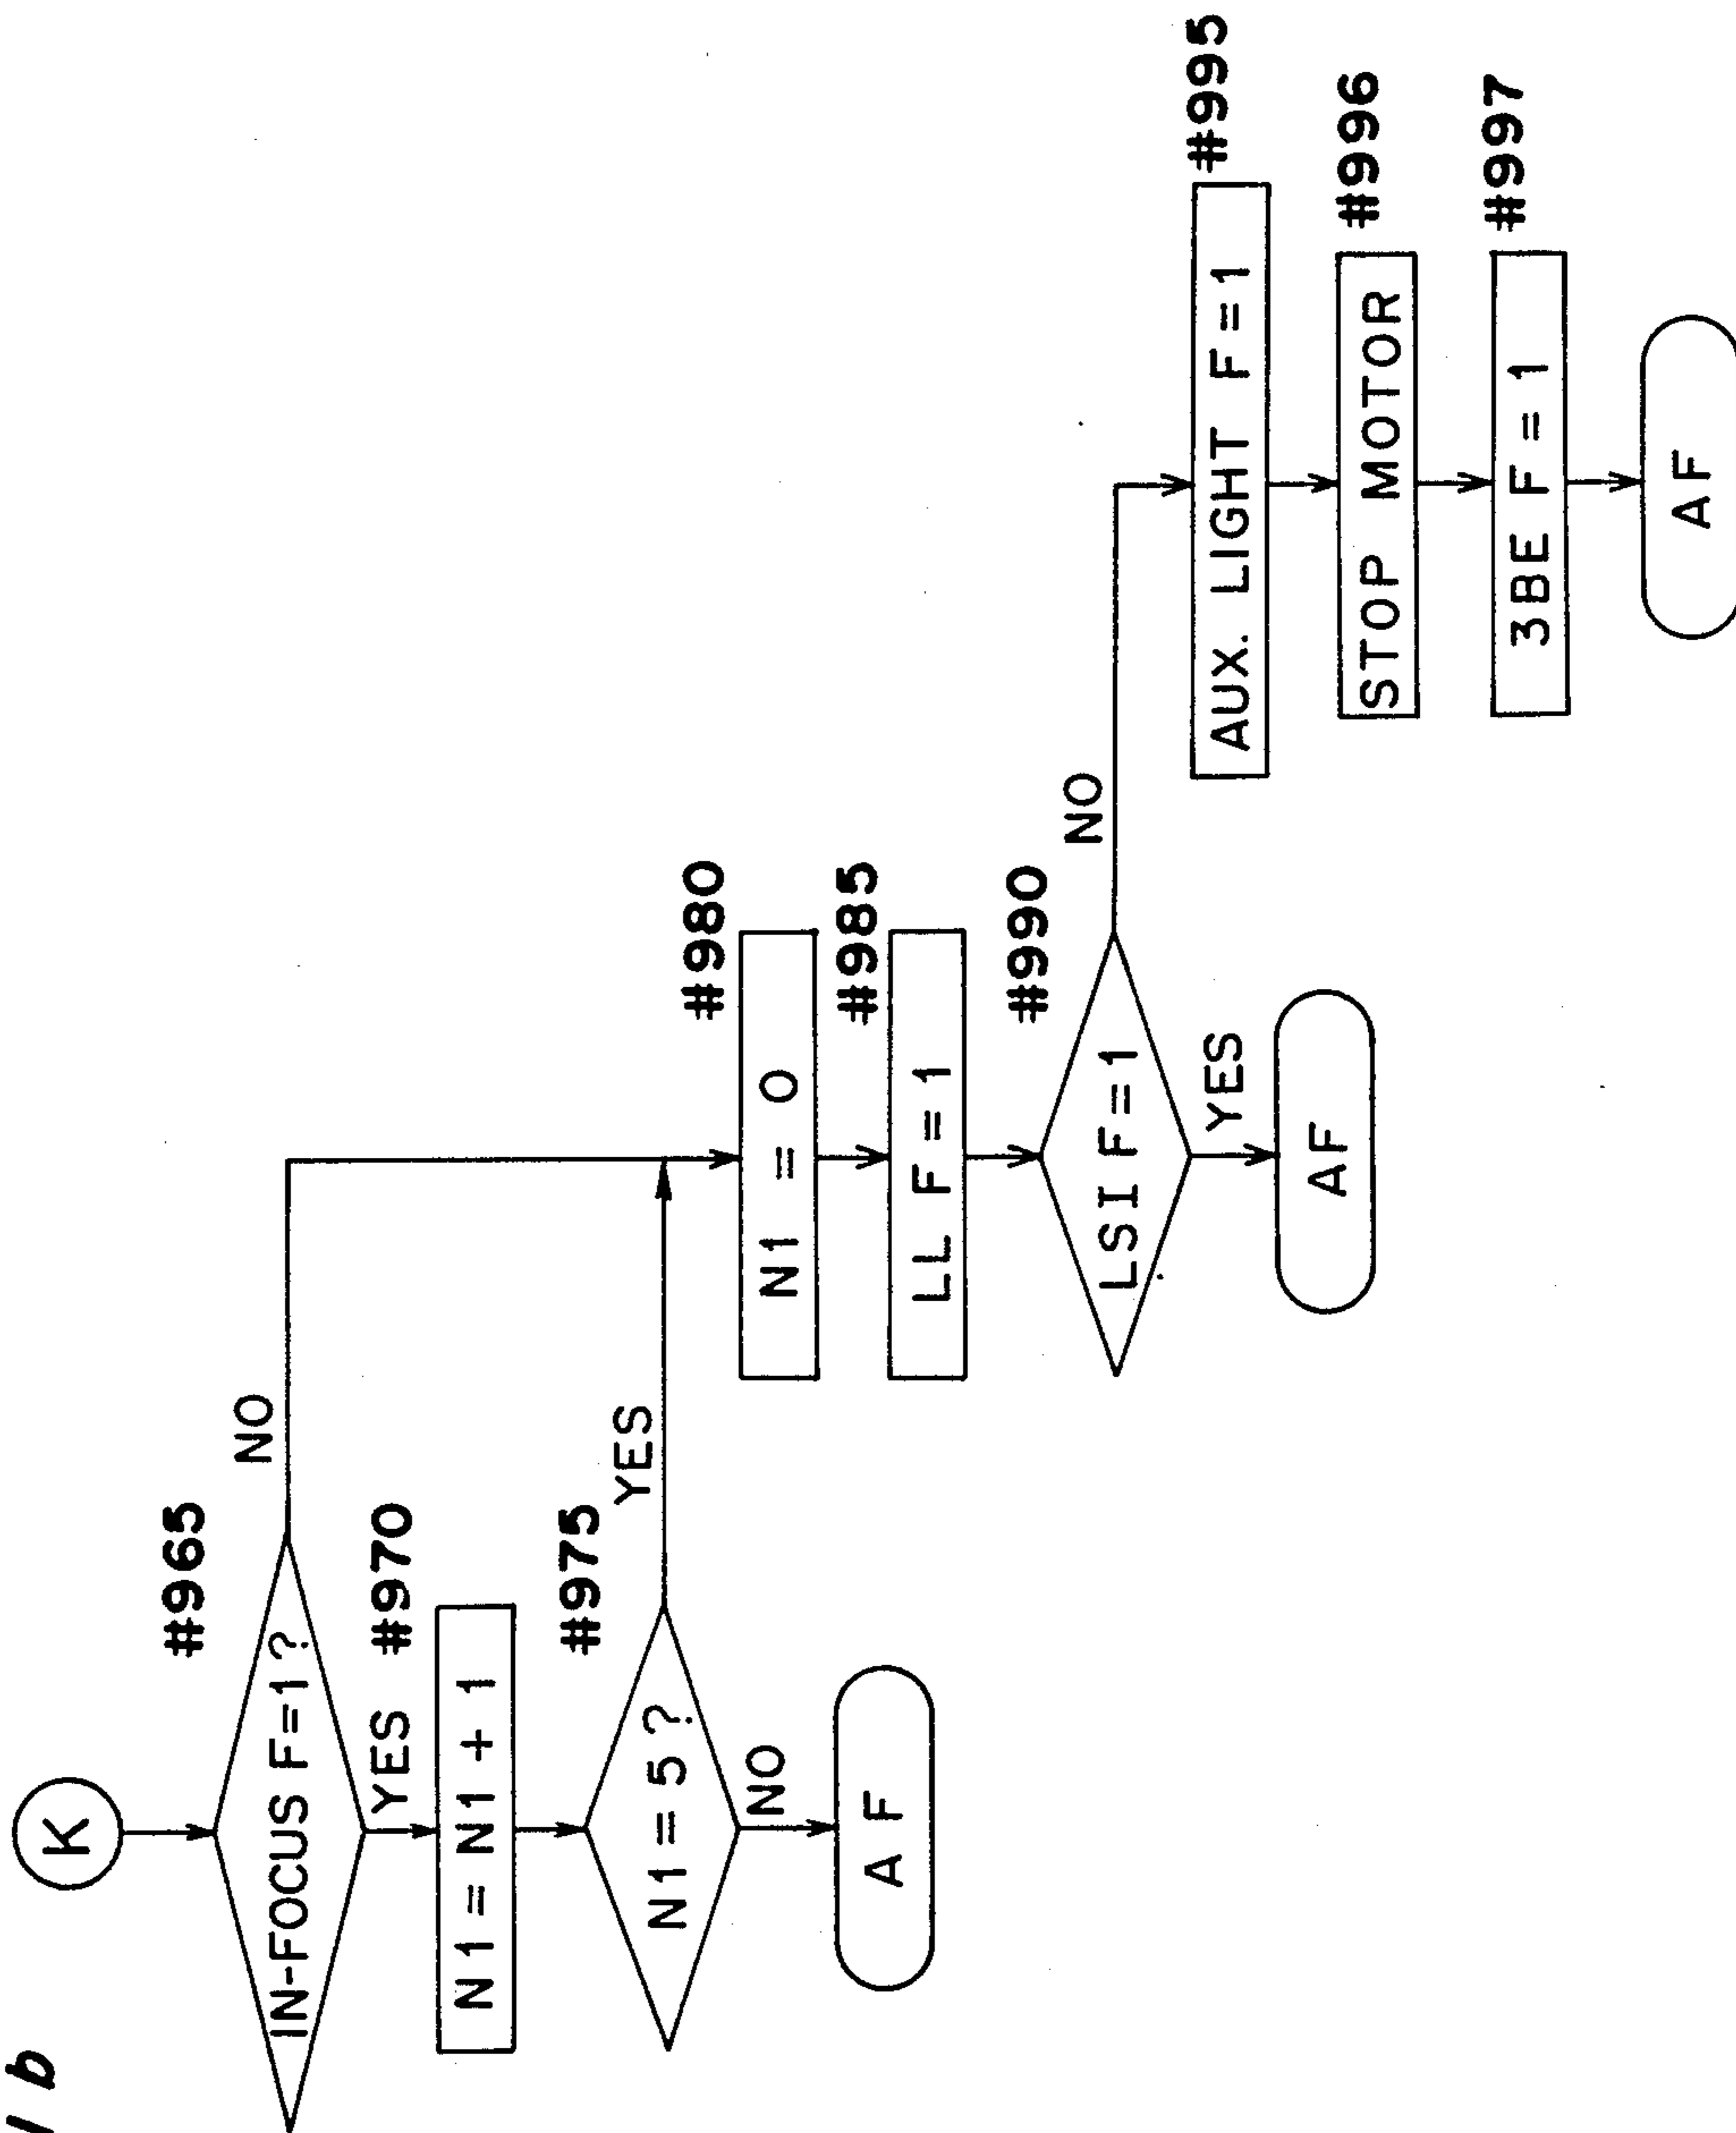 1b
K
#965
IN-FOCUS F=1?
NO
YES
#970
N1=N1+1
#975
N1=5?
YES
NO
AF
#980
N1=0
#985
LL F=1
#990
LSIF=1
NO
YES
AF
#995
AUX. LIGHT F=1
#996
STOP MOTOR
#997
3BE F=1
AF